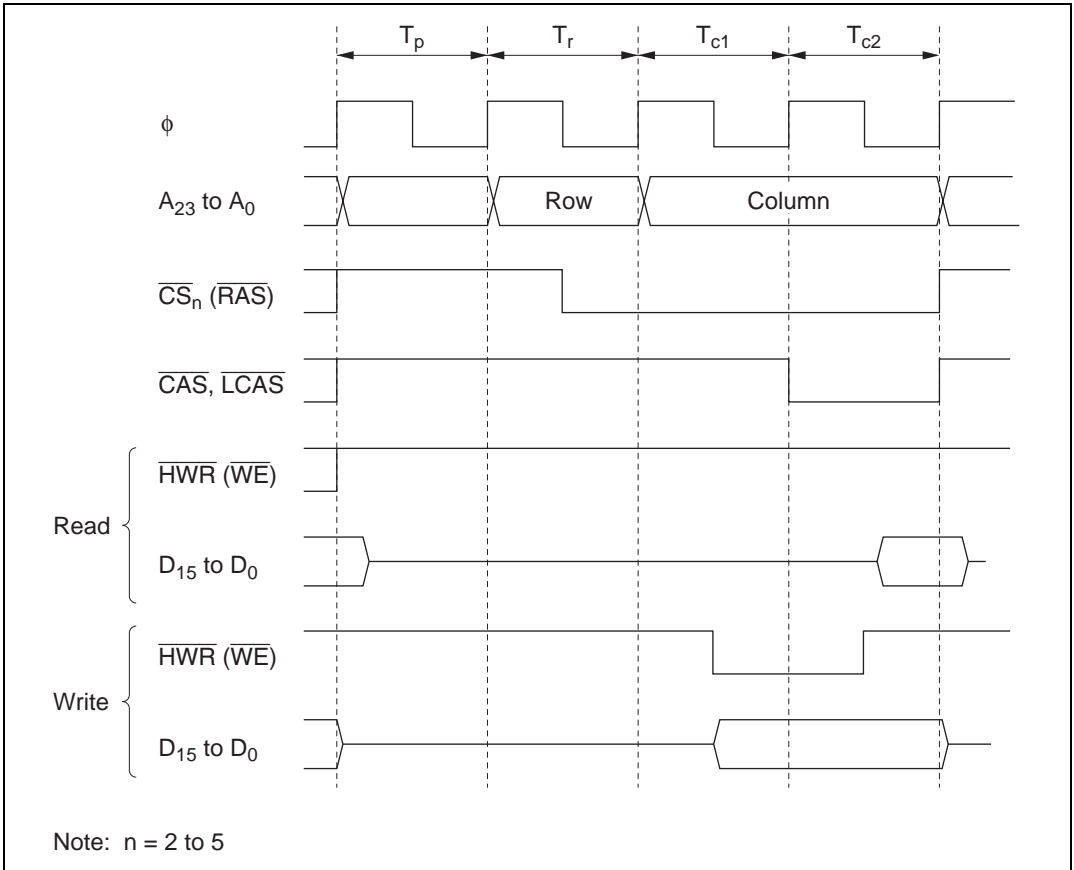 Tp Tr Tc1 Tc2
φ
A23 to A0 Row Column
CSn (RAS)
CAS, LCAS
HWR (WE)
Read
D15 to D0
HWR (WE)
Write
D15 to D0
Note: n = 2 to 5